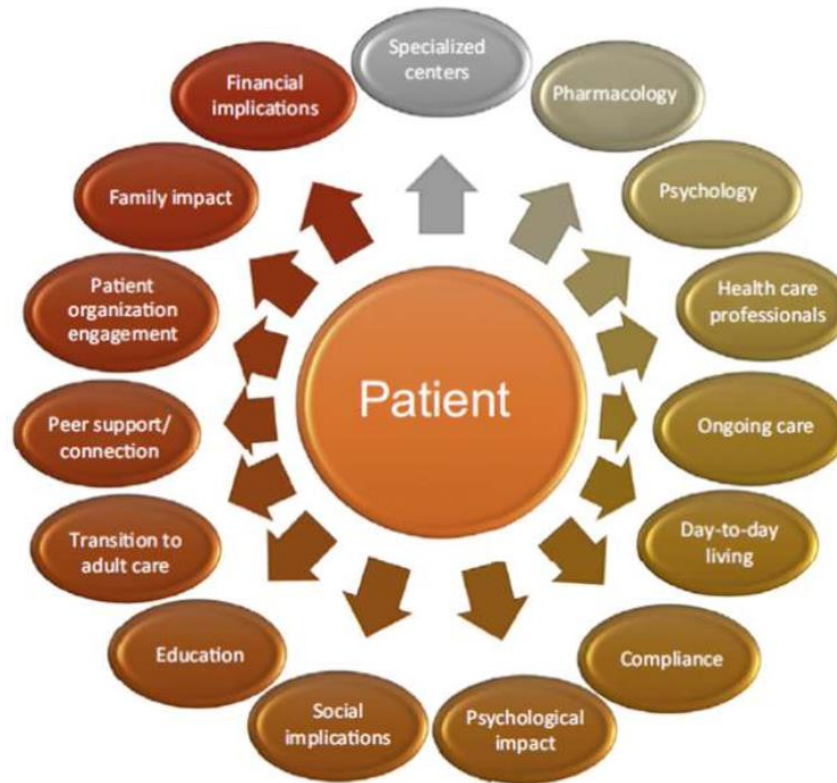 Specialized
centers
Pharmacology
Psychology
Health care
professionals
Ongoing care
Day-to-day
living
Compliance
Psychological
impact
Social
implications
Education
Transition to
adult care
Peer support/
connection
Patient
organization
engagement
Family impact
Financial
implications
Patient